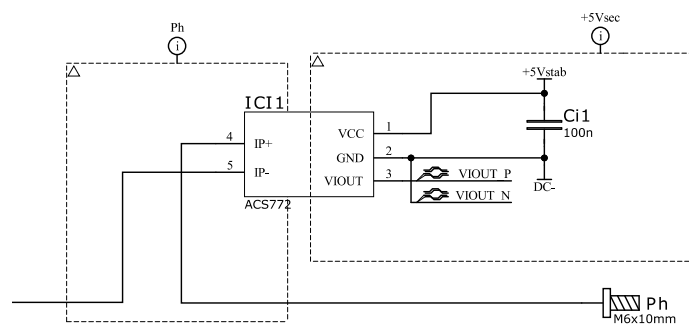 Ph
i
+5Vsec
i
+5Vstab
ICI1
Ci1
100n
VCC 1
4 IP+
GND 2
5 IP-
VIOUT 3
VIOUT_P
VIOUT_N
DC-
ACS772
Ph
M6x10mm